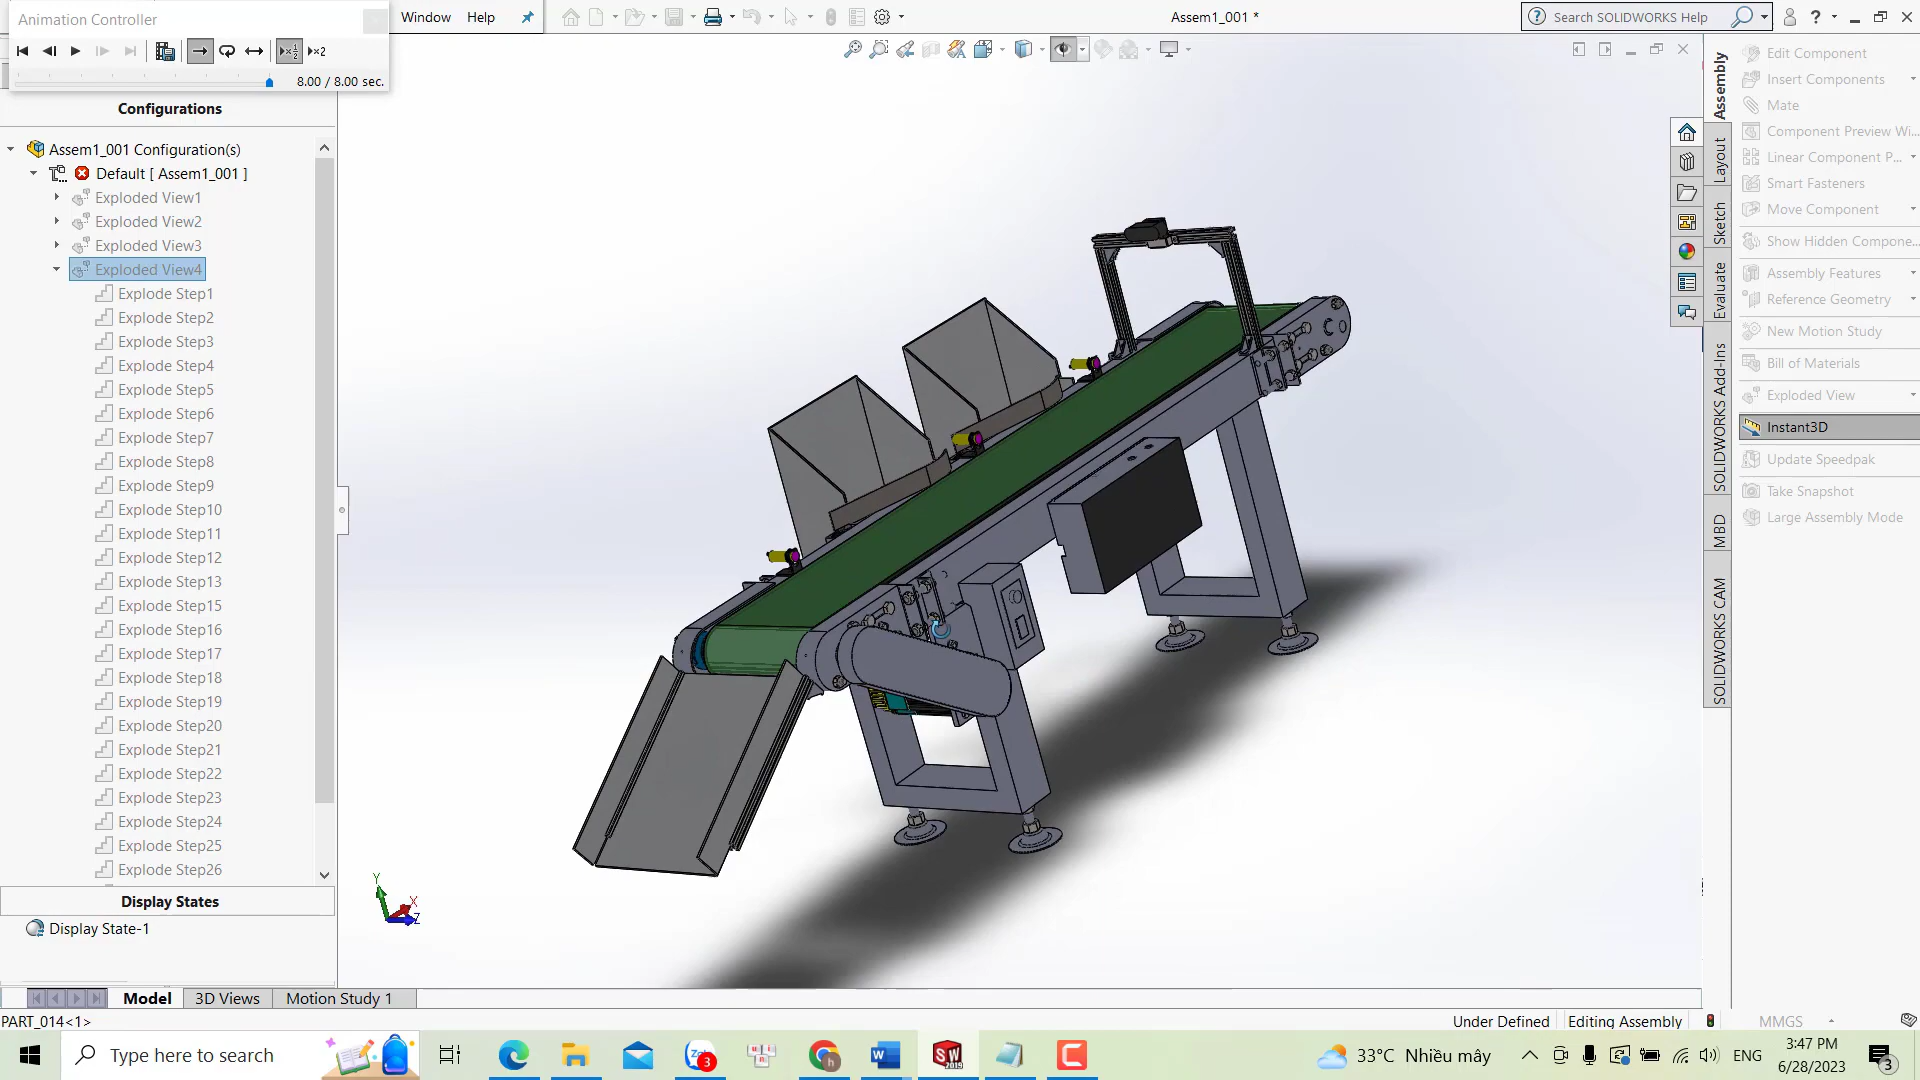 Animation Controller
Window Help
Assem1_001 *
Search SOLIDWORKS Help
?
×½ ×2
8.00 / 8.00 sec.
Configurations
Assem1_001 Configuration(s)
Default [ Assem1_001 ]
Exploded View1
Exploded View2
Exploded View3
Exploded View4
Explode Step1
Explode Step2
Explode Step3
Explode Step4
Explode Step5
Explode Step6
Explode Step7
Explode Step8
Explode Step9
Explode Step10
Explode Step11
Explode Step12
Explode Step13
Explode Step15
Explode Step16
Explode Step17
Explode Step18
Explode Step19
Explode Step20
Explode Step21
Explode Step22
Explode Step23
Explode Step24
Explode Step25
Explode Step26
Display States
Display State-1
Y
X
Z
Assembly
Layout
Sketch
Evaluate
SOLIDWORKS Add-Ins
MBD
SOLIDWORKS CAM
Edit Component
Insert Components
Mate
Component Preview Wi...
Linear Component P...
Smart Fasteners
Move Component
Show Hidden Compone...
Assembly Features
Reference Geometry
New Motion Study
Bill of Materials
Exploded View
Instant3D
Update Speedpak
Take Snapshot
Large Assembly Mode
Model 3D Views Motion Study 1
PART_014<1>
Under Defined Editing Assembly MMGS
Type here to search
33°C Nhiều mây
ENG
3:47 PM
6/28/2023
3